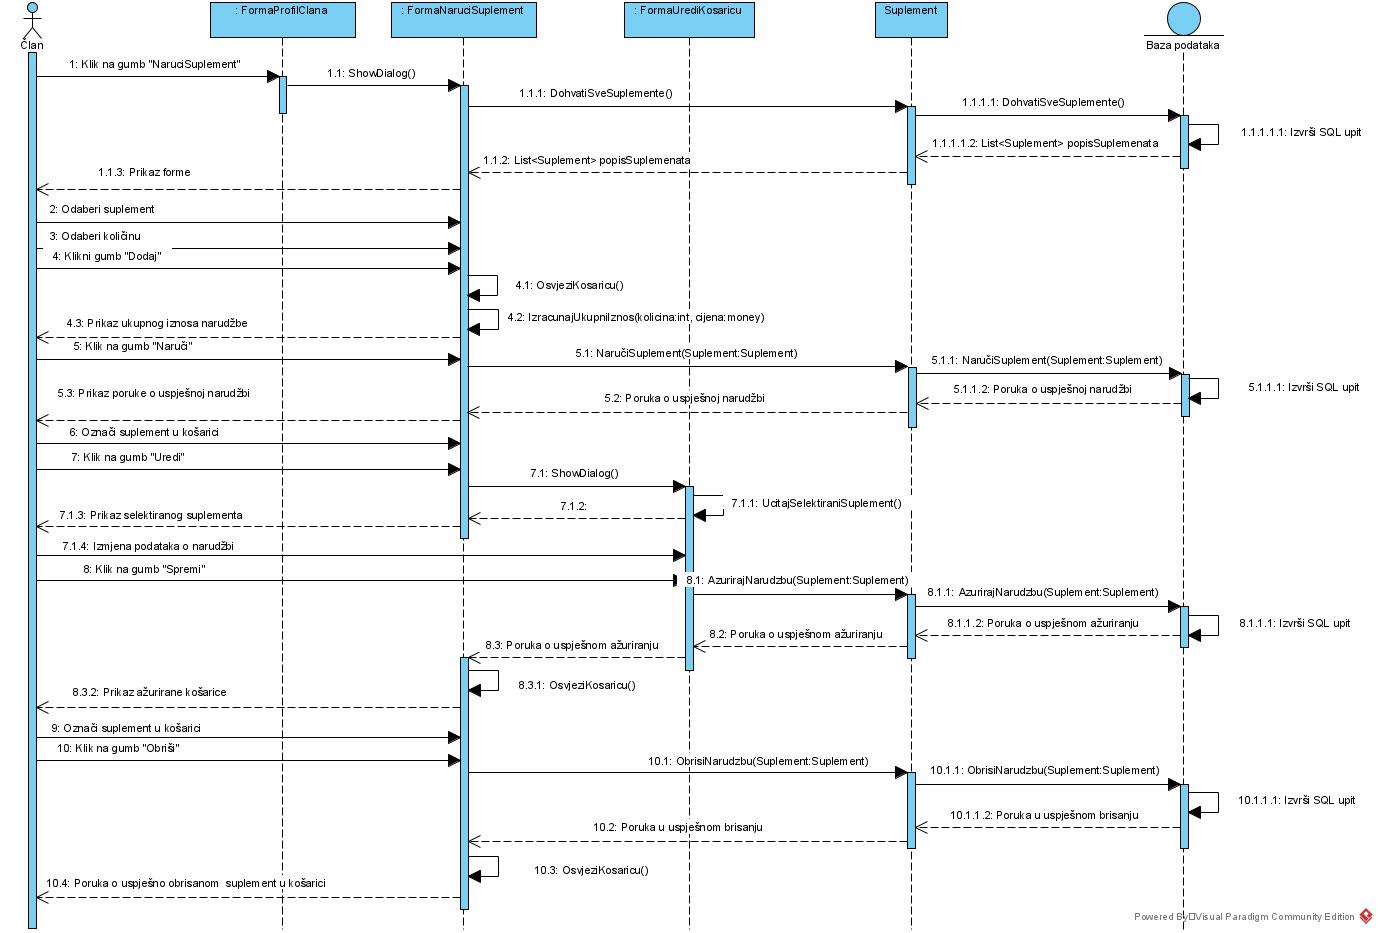 : FormaProfilClana
: FormaNaruciSuplement
: FormaUrediKosaricu
Suplement
Član
Baza podataka
1: Klik na gumb "NaruciSuplement"
1.1: ShowDialog()
1.1.1: DohvatiSveSuplemente()
1.1.1.1: DohvatiSveSuplemente()
1.1.1.1.1: Izvrši SQL upit
1.1.1.1.2: List<Suplement> popisSuplemenata
1.1.2: List<Suplement> popisSuplemenata
1.1.3: Prikaz forme
2: Odaberi suplement
3: Odaberi količinu
4: Klikni gumb "Dodaj"
4.1: OsvjeziKosaricu()
4.2: IzracunajUkupniIznos(kolicina:int, cijena:money)
4.3: Prikaz ukupnog iznosa narudžbe
5: Klik na gumb "Naruči"
5.1: NaručiSuplement(Suplement:Suplement)
5.1.1: NaručiSuplement(Suplement:Suplement)
5.1.1.1: Izvrši SQL upit
5.1.1.2: Poruka o uspješnoj narudžbi
5.2: Poruka o uspješnoj narudžbi
5.3: Prikaz poruke o uspješnoj narudžbi
6: Označi suplement u košarici
7: Klik na gumb "Uredi"
7.1: ShowDialog()
7.1.1: UcitajSelektiraniSuplement()
7.1.2:
7.1.3: Prikaz selektiranog suplementa
7.1.4: Izmjena podataka o narudžbi
8: Klik na gumb "Spremi"
8.1: AzurirajNarudzbu(Suplement:Suplement)
8.1.1: AzurirajNarudzbu(Suplement:Suplement)
8.1.1.1: Izvrši SQL upit
8.1.1.2: Poruka o uspješnom ažuriranju
8.2: Poruka o uspješnom ažuriranju
8.3: Poruka o uspješnom ažuriranju
8.3.1: OsvjeziKosaricu()
8.3.2: Prikaz ažurirane košarice
9: Označi suplement u košarici
10: Klik na gumb "Obriši"
10.1: ObrisiNarudzbu(Suplement:Suplement)
10.1.1: ObrisiNarudzbu(Suplement:Suplement)
10.1.1.1: Izvrši SQL upit
10.1.1.2: Poruka u uspješnom brisanju
10.2: Poruka u uspješnom brisanju
10.3: OsvjeziKosaricu()
10.4: Poruka o uspješno obrisanom suplement u košarici
Powered By Visual Paradigm Community Edition